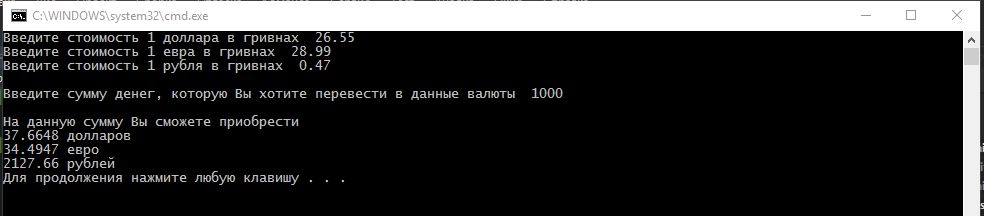 C:\WINDOWS\system32\cmd.exe
Введите стоимость 1 доллара в гривнах  26.55
Введите стоимость 1 евра в гривнах  28.99
Введите стоимость 1 рубля в гривнах  0.47
Введите сумму денег, которую Вы хотите перевести в данные валюты  1000
На данную сумму Вы сможете приобрести
37.6648 долларов
34.4947 евро
2127.66 рублей
Для продолжения нажмите любую клавишу . . .